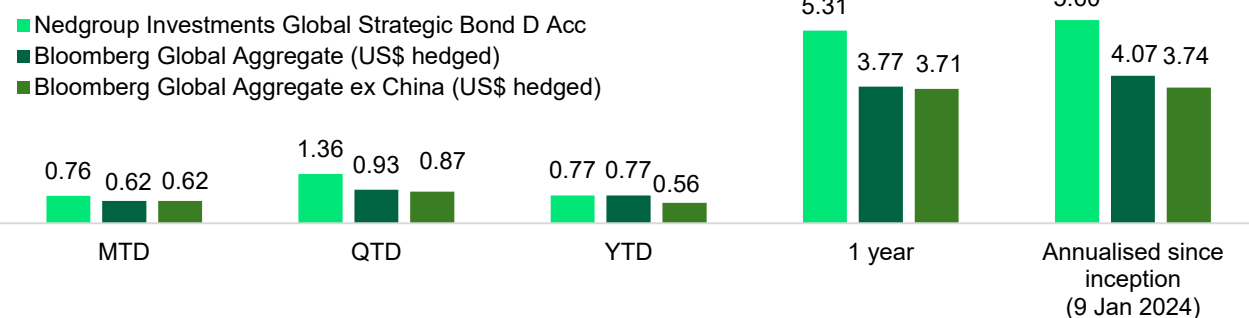 Nedgroup Investments Global Strategic Bond D Acc
Bloomberg Global Aggregate (US$ hedged)
Bloomberg Global Aggregate ex China (US$ hedged)
0.76 0.62 0.62
1.36 0.93 0.87
0.77 0.77 0.56
5.31 3.77 3.71
5.60 4.07 3.74
MTD
QTD
YTD
1 year
Annualised since
inception
(9 Jan 2024)